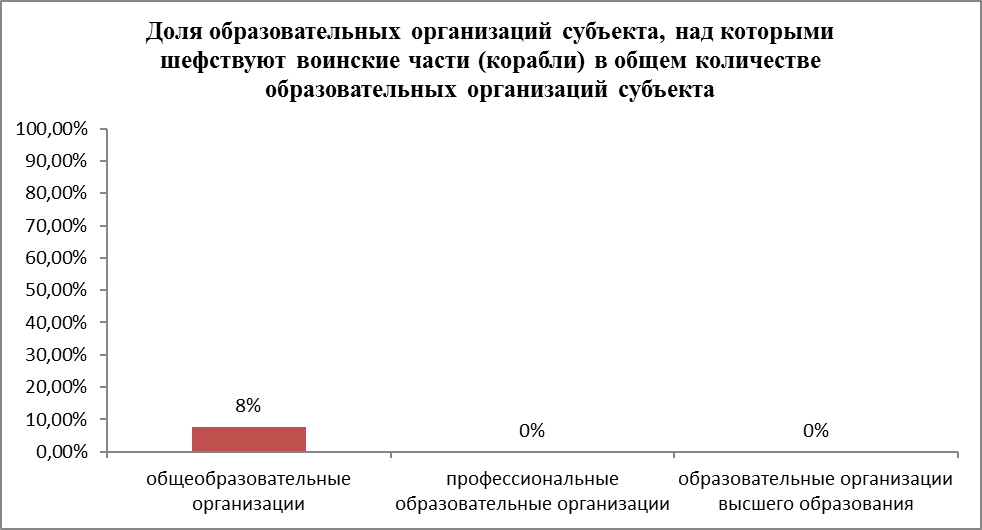 Доля образовательных организаций субъекта, над которыми
шефствуют воинские части (корабли) в общем количестве
образовательных организаций субъекта
100,00%
90,00%
80,00%
70,00%
60,00%
50,00%
40,00%
30,00%
20,00%
10,00%
0,00%
8%
0%
0%
общеобразовательные
организации
профессиональные
образовательные организации
образовательные организации
высшего образования